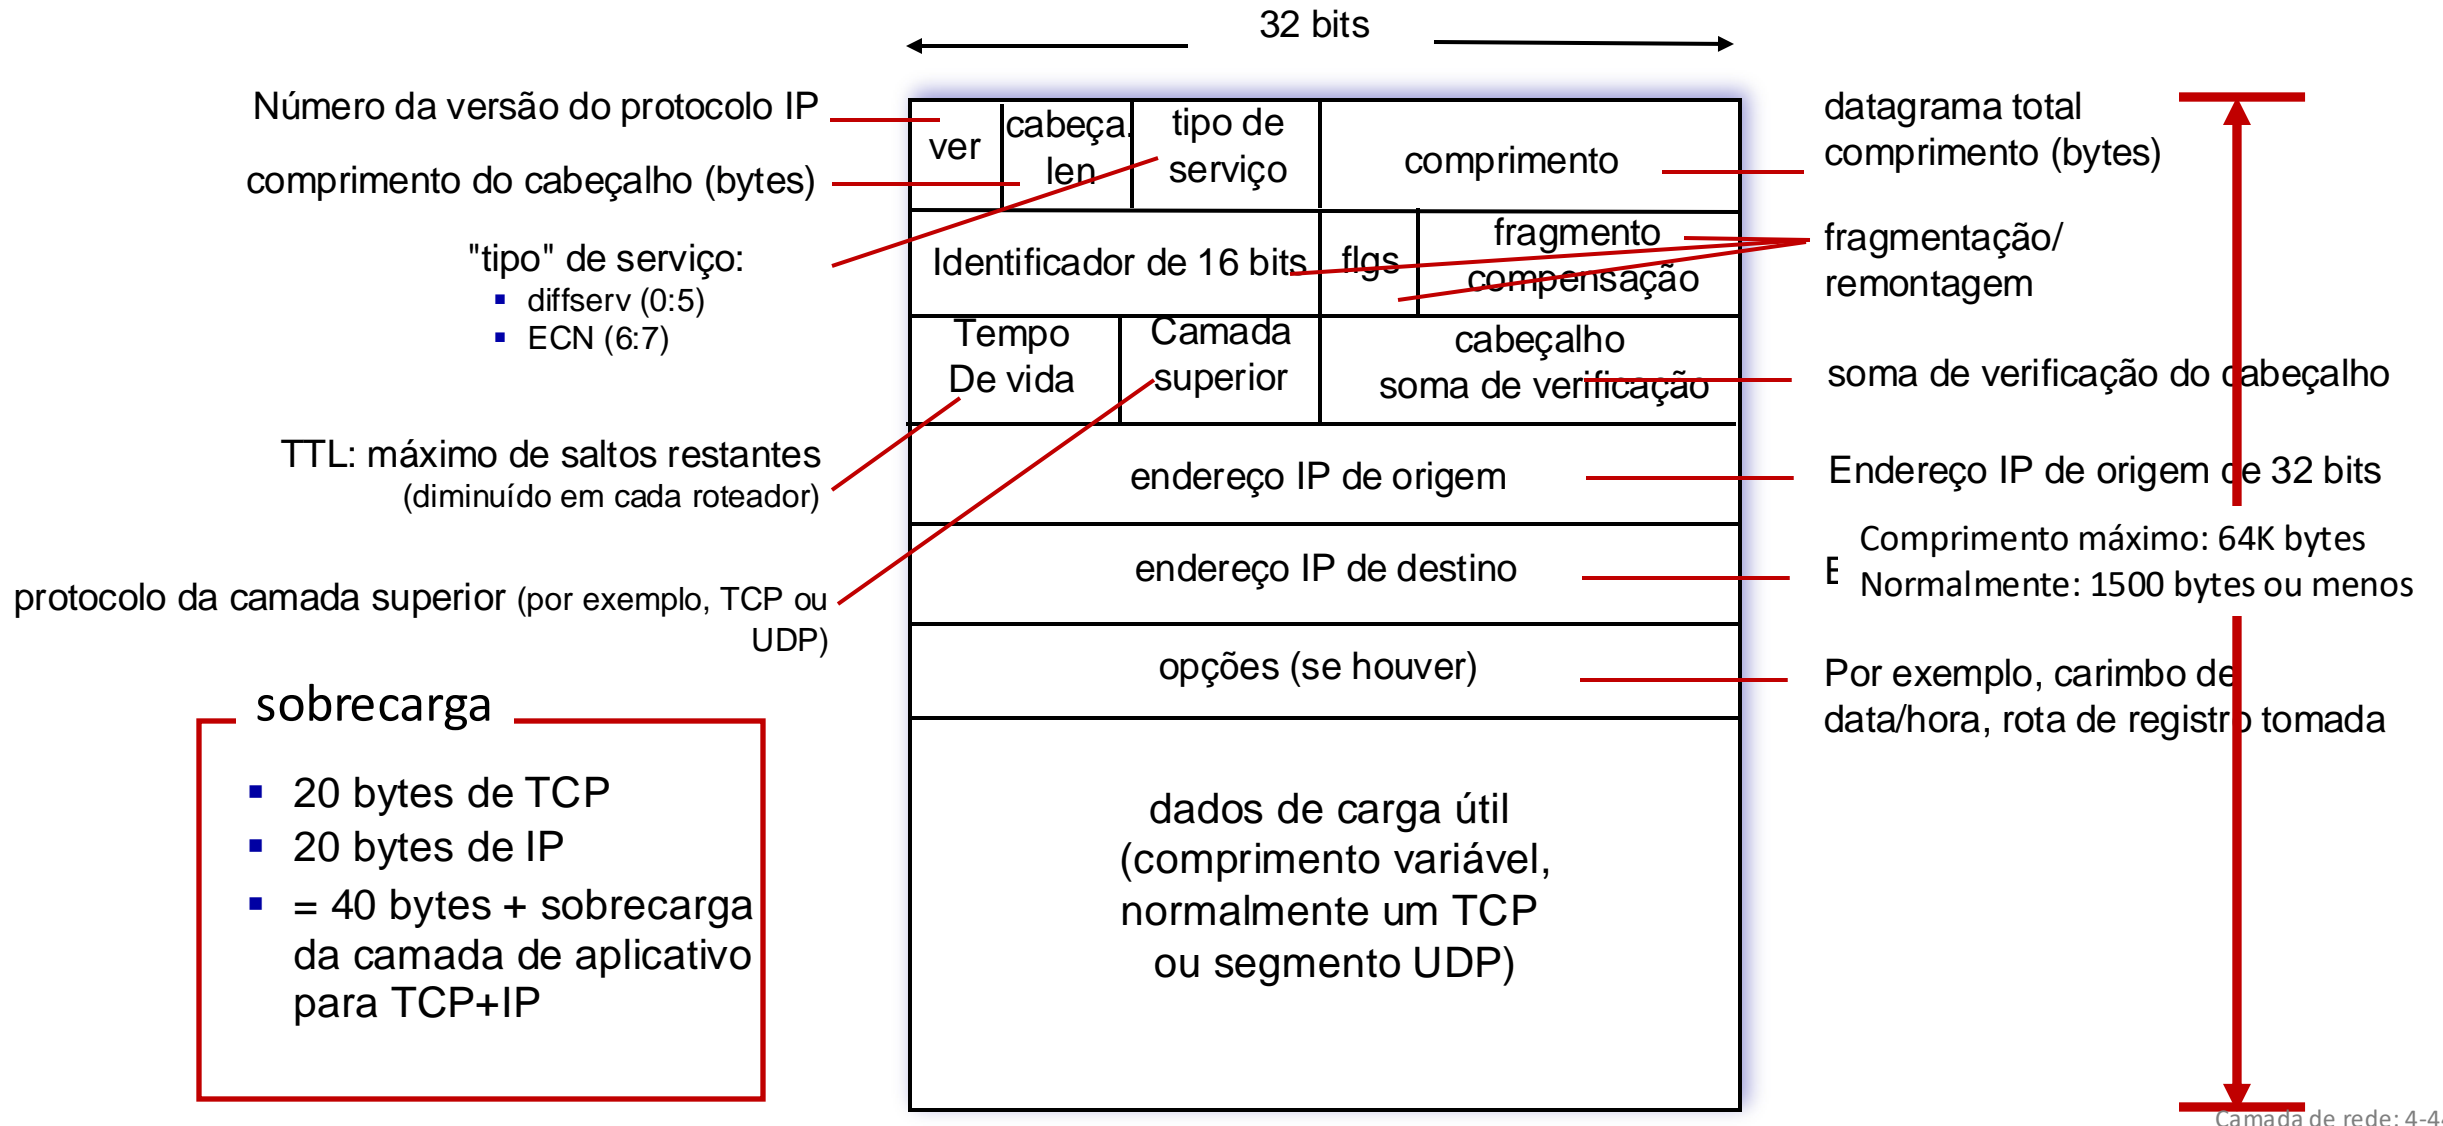 32 bits
Número da versão do protocolo IP
comprimento do cabeçalho (bytes)
"tipo" de serviço:
diffserv (0:5)
ECN (6:7)
TTL: máximo de saltos restantes
(diminuído em cada roteador)
protocolo da camada superior (por exemplo, TCP ou
UDP)
sobrecarga
20 bytes de TCP
20 bytes de IP
= 40 bytes + sobrecarga
da camada de aplicativo
para TCP+IP
ver
cabeça.
len
tipo de
serviço
comprimento
Identificador de 16 bits
flgs
fragmento
compensação
Tempo
De vida
Camada
superior
cabeçalho
soma de verificação
endereço IP de origem
endereço IP de destino
opções (se houver)
dados de carga útil
(comprimento variável,
normalmente um TCP
ou segmento UDP)
datagrama total
comprimento (bytes)
fragmentação/
remontagem
soma de verificação do cabeçalho
Endereço IP de origem de 32 bits
Comprimento máximo: 64K bytes
Normalmente: 1500 bytes ou menos
Por exemplo, carimbo de
data/hora, rota de registro tomada
Camada de rede: 4-4